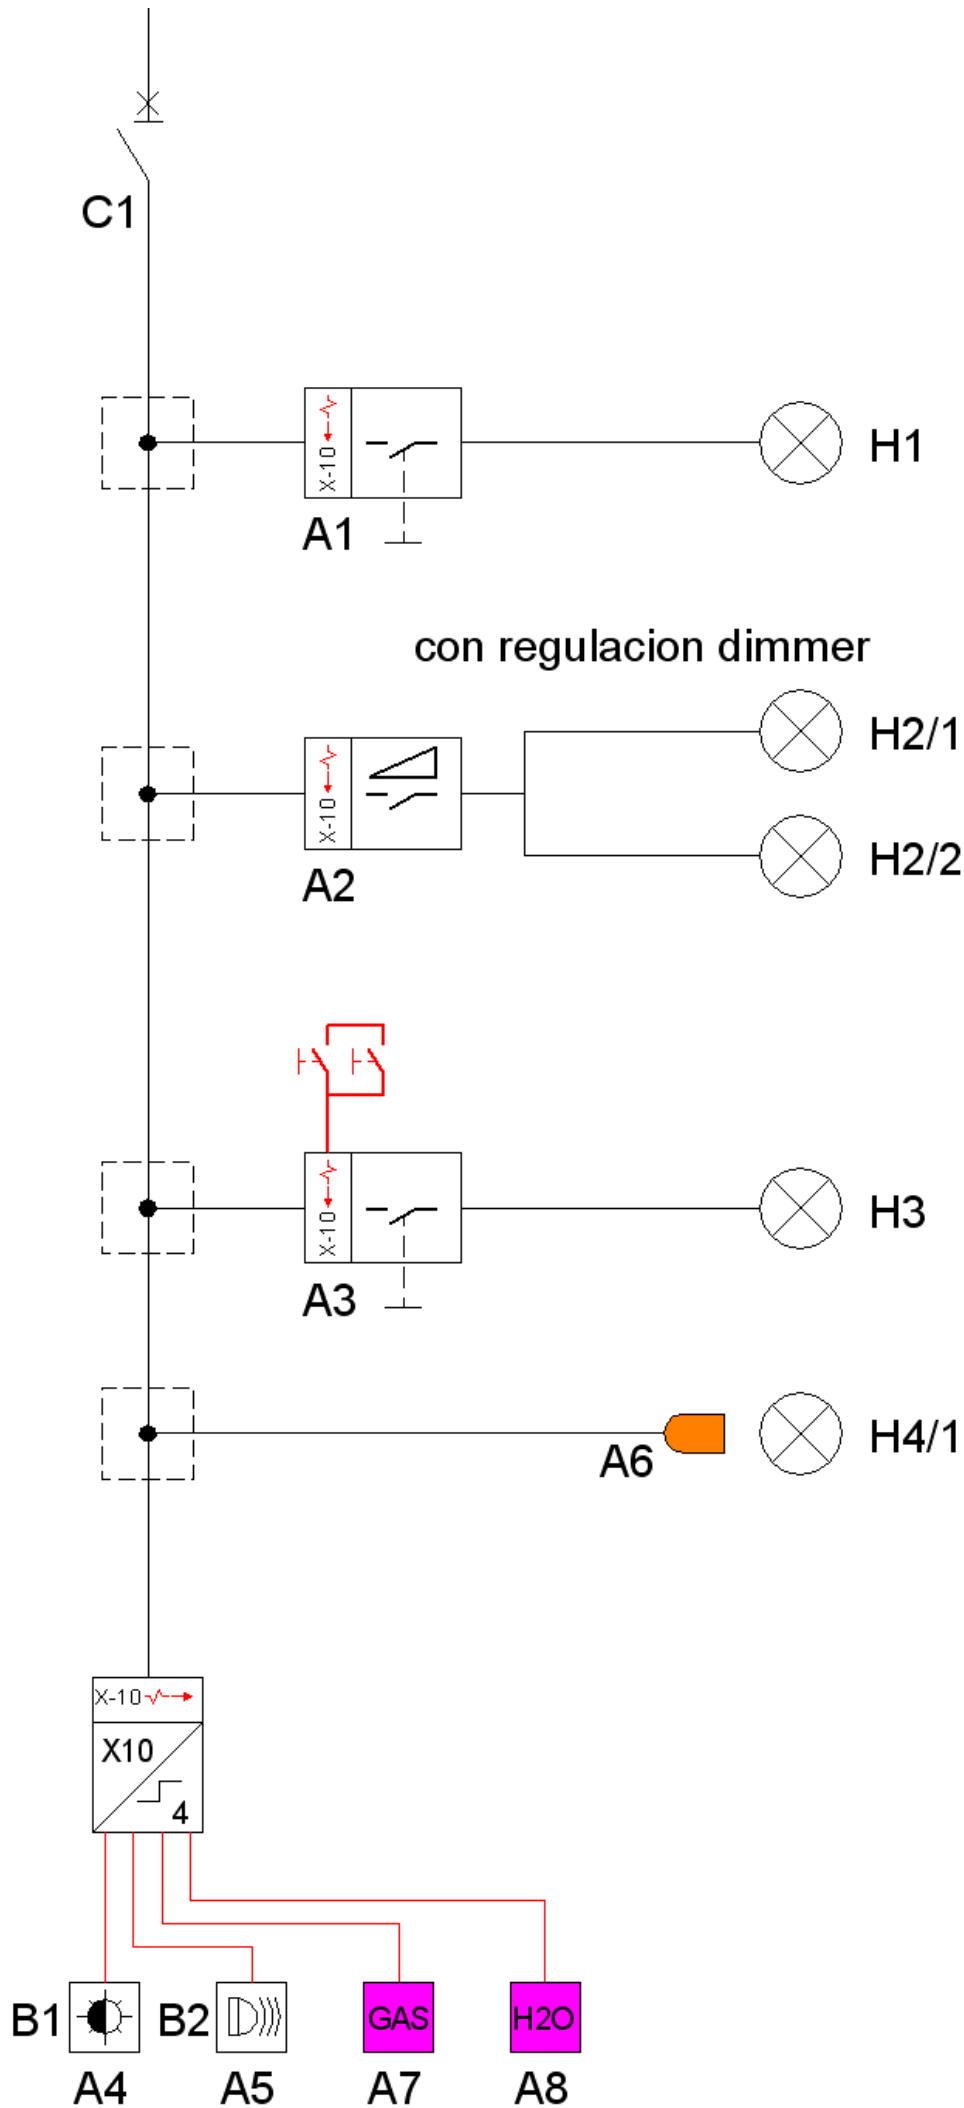 C1
X-10
H1
A1
con regulacion dimmer
H2/1
X-10
H2/2
A2
X-10
H3
A3
H4/1
A6
X-10
X10
4
B1
B2
GAS
H2O
A4
A5
A7
A8